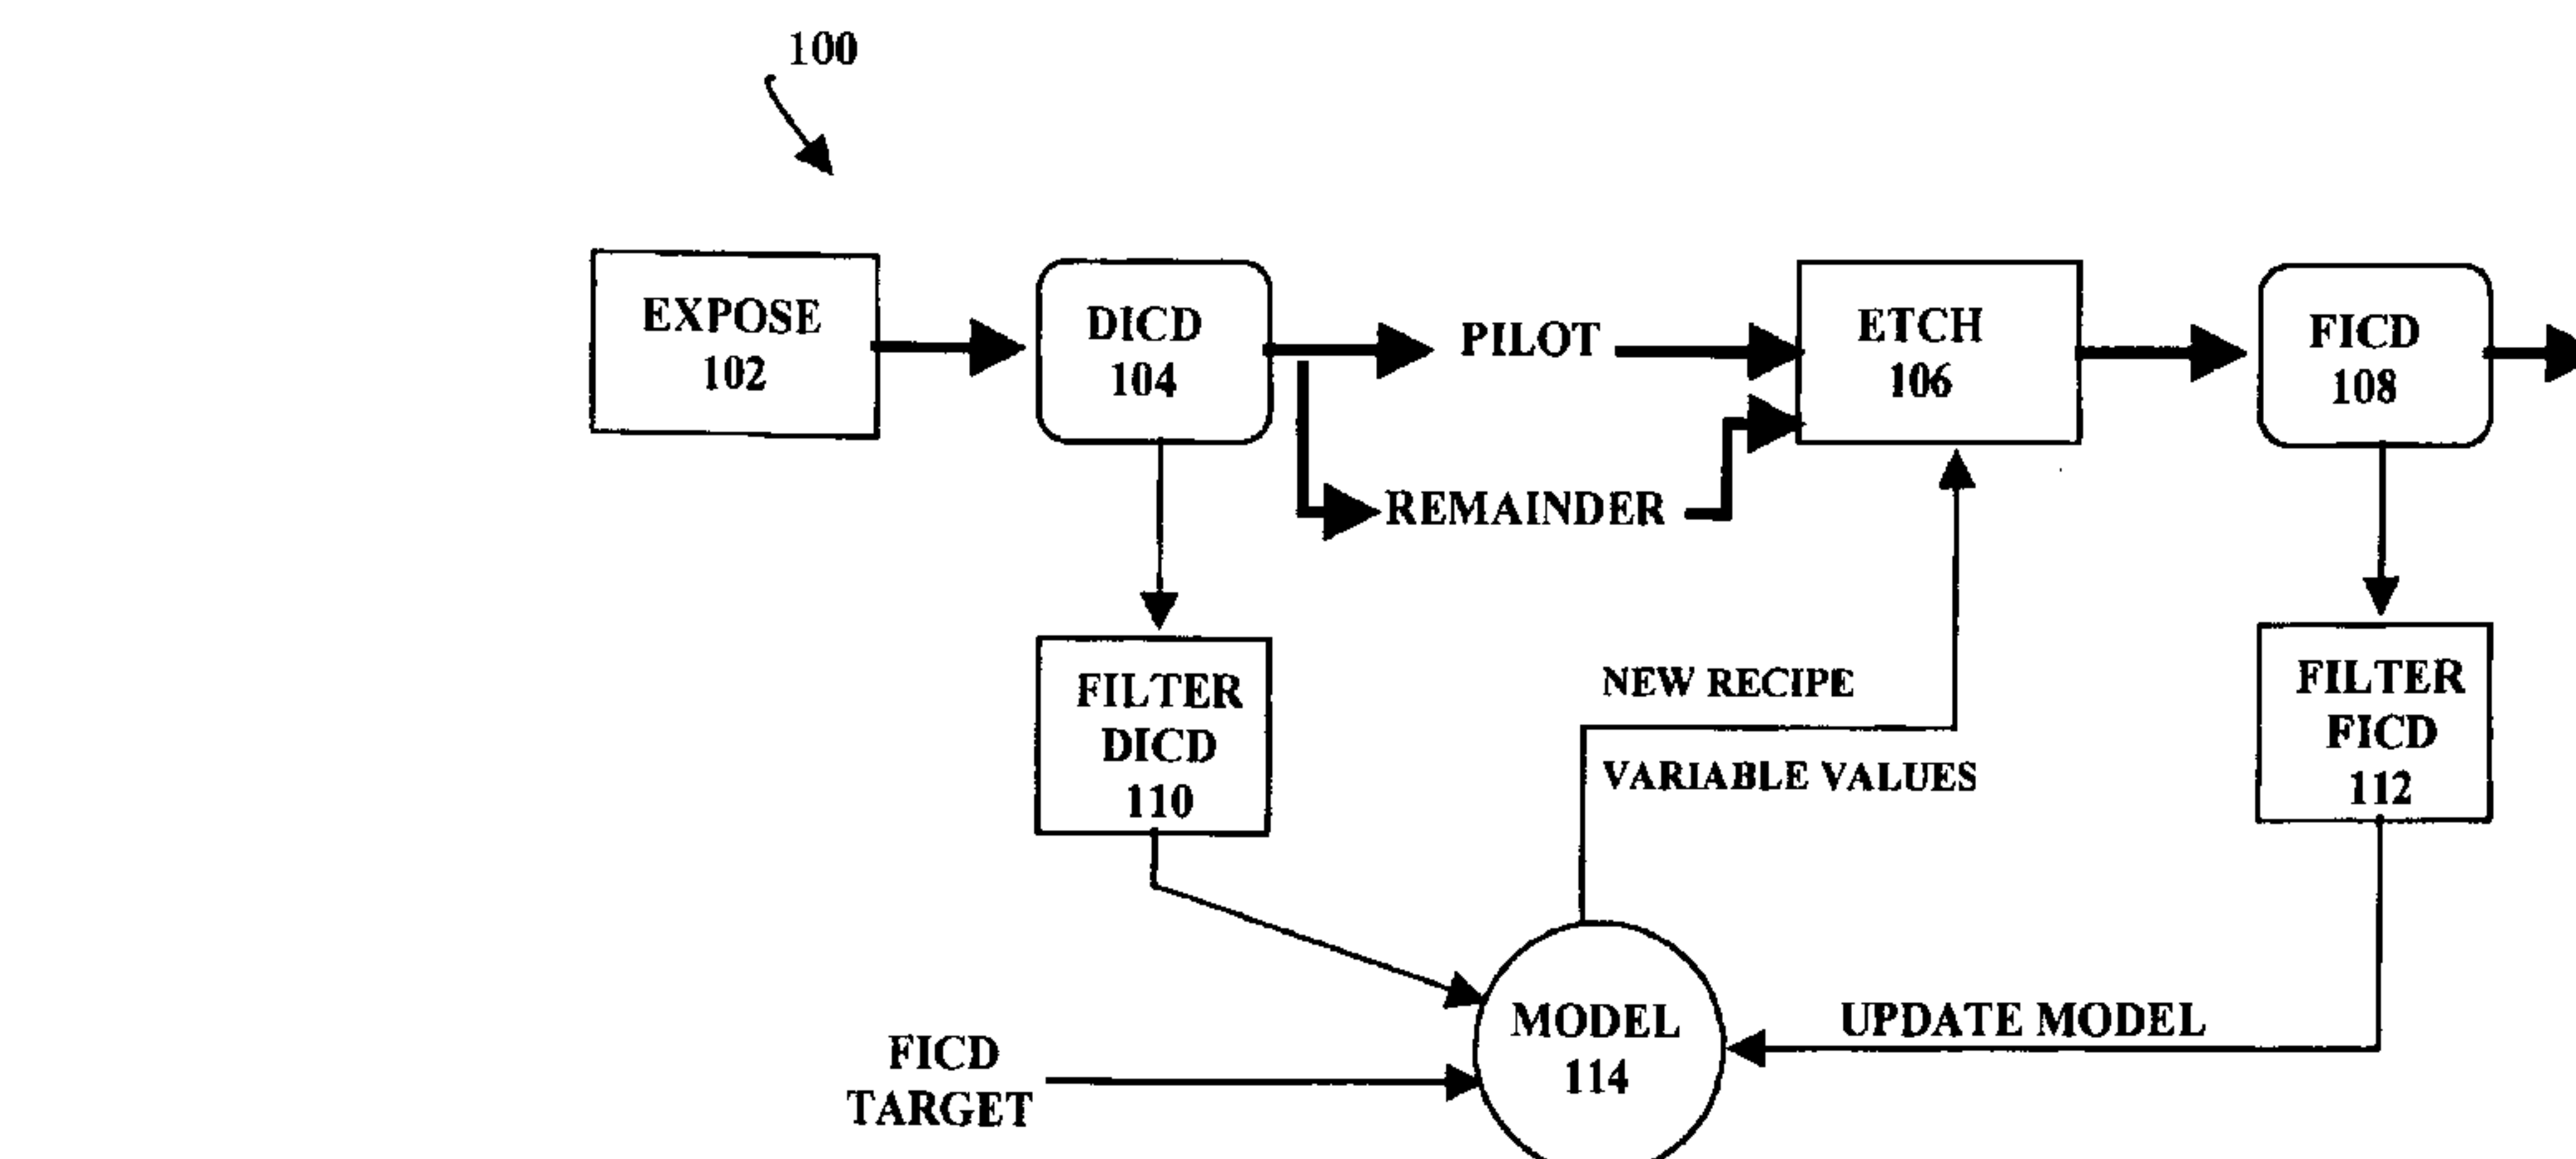 100
EXPOSE
102
DICD
104
PILOT
REMAINDER
ETCH
106
FICD
108
FILTER
DICD
110
NEW RECIPE
VARIABLE VALUES
FILTER
FICD
112
FICD
TARGET
MODEL
114
UPDATE MODEL